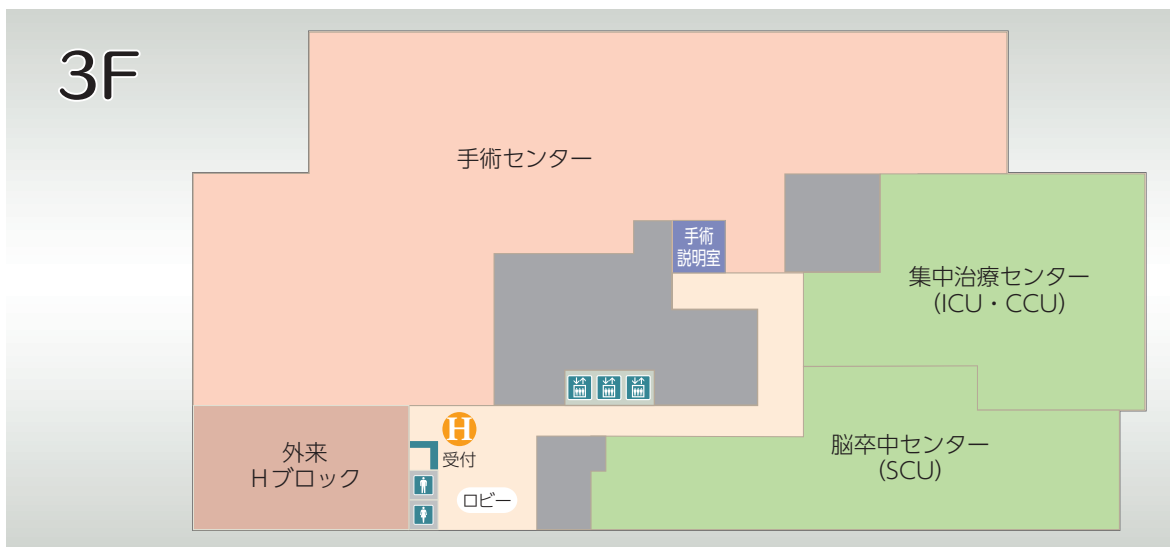 3F
手術センター
手術
説明室
集中治療センター
(ICU・CCU)
H
受付
外来
Hブロック
脳卒中センター
(SCU)
ロビー